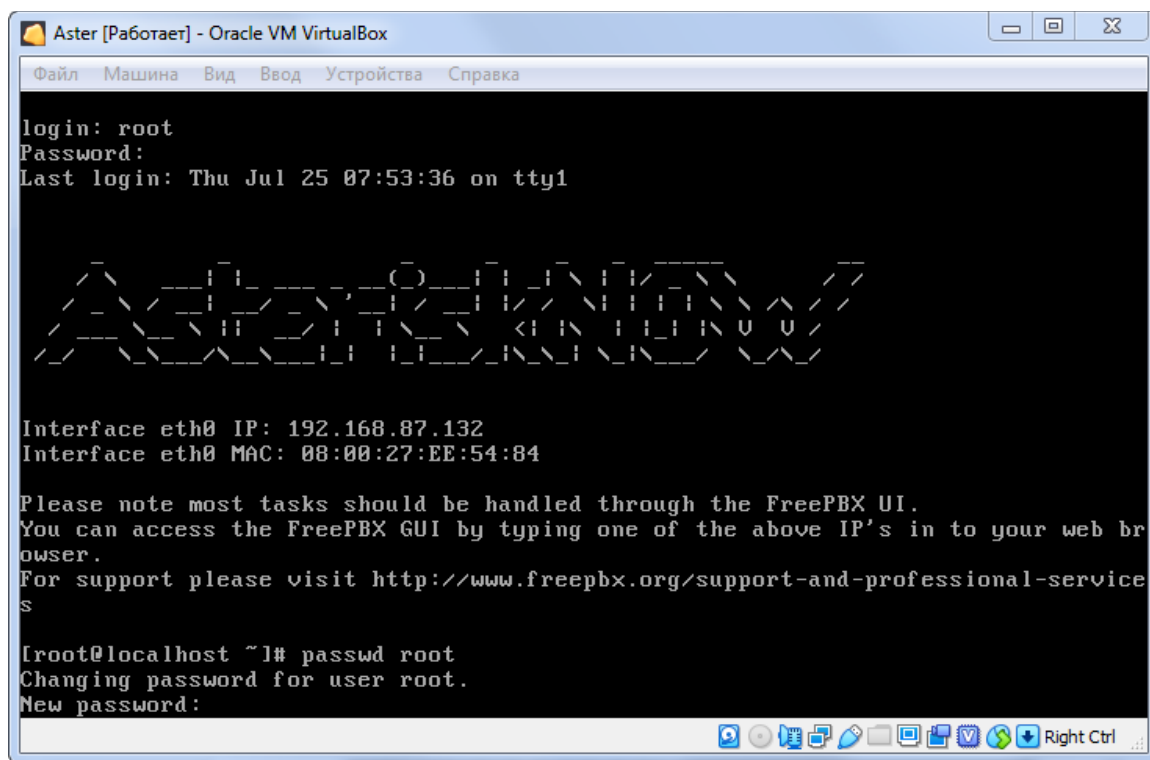 Aster [Работает] - Oracle VM VirtualBox
Файл Машина Вид Ввод Устройства Справка
login: root
Password:
Last login: Thu Jul 25 07:53:36 on tty1
AsteriskNOW
Interface eth0 IP: 192.168.87.132
Interface eth0 MAC: 08:00:27:EE:54:84
Please note most tasks should be handled through the FreePBX UI.
You can access the FreePBX GUI by typing one of the above IP's in to your web br
owser.
For support please visit http://www.freepbx.org/support-and-professional-service
s
[root@localhost ~]# passwd root
Changing password for user root.
New password:
Right Ctrl